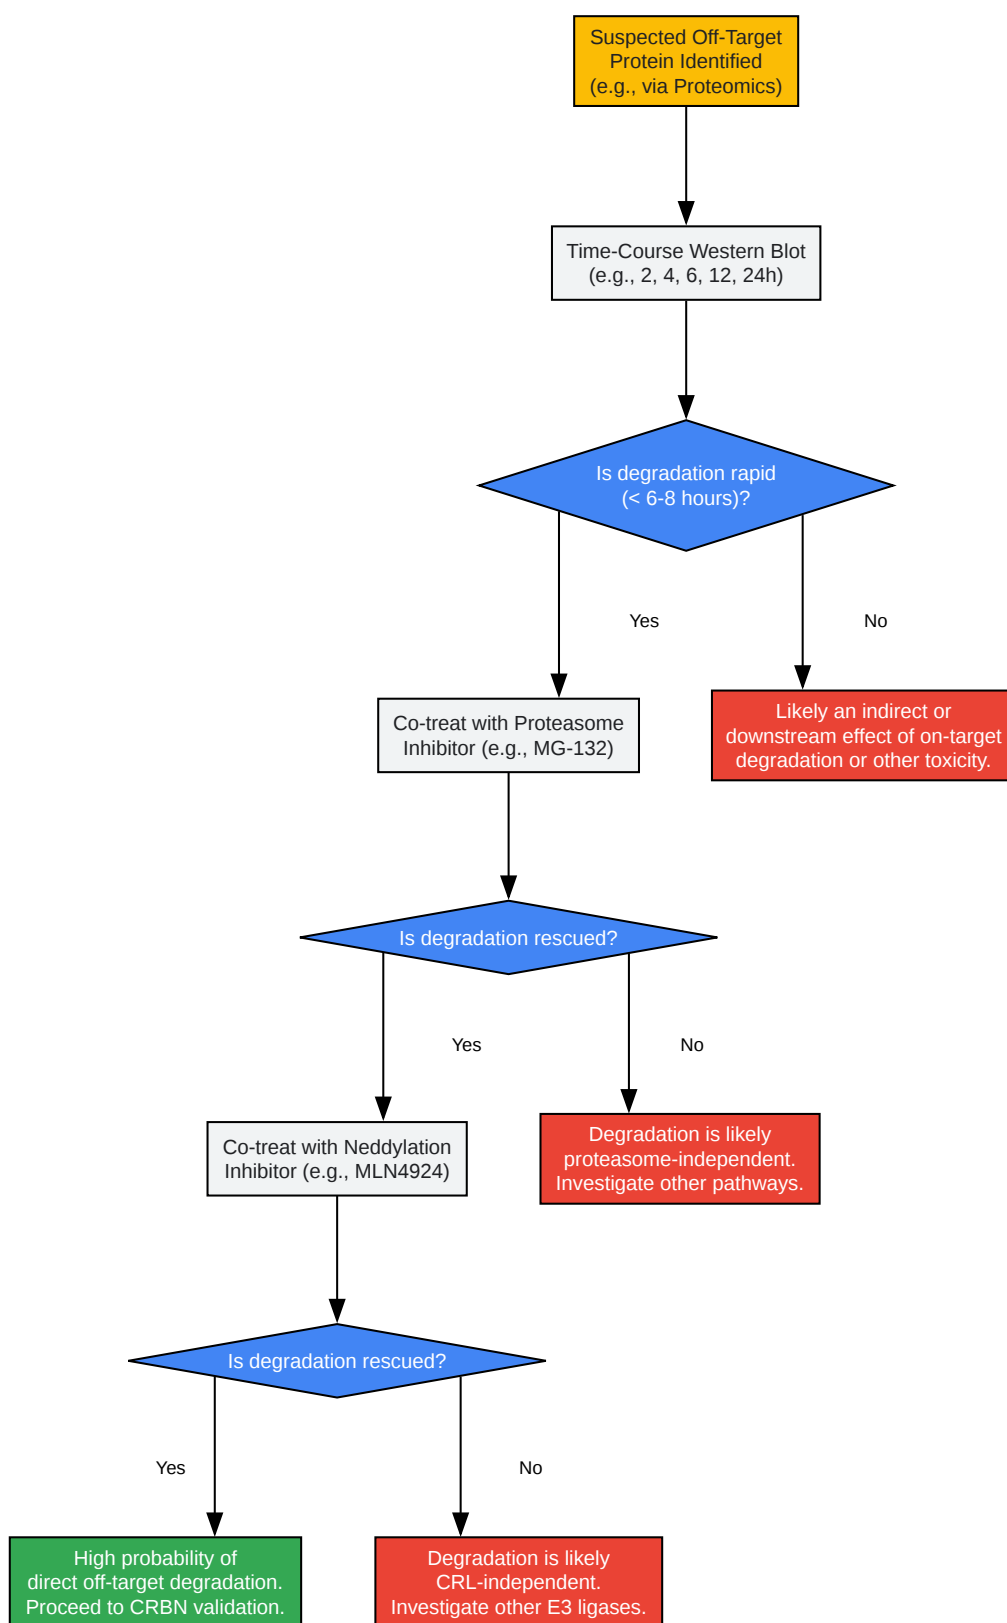 Suspected Off-Target
Protein Identified
(e.g., via Proteomics)
Time-Course Western Blot
(e.g., 2, 4, 6, 12, 24h)
Is degradation rapid
(< 6-8 hours)?
Yes
No
Co-treat with Proteasome
Inhibitor (e.g., MG-132)
Likely an indirect or
downstream effect of on-target
degradation or other toxicity.
Is degradation rescued?
Yes
No
Co-treat with Neddylation
Inhibitor (e.g., MLN4924)
Degradation is likely
proteasome-independent.
Investigate other pathways.
Is degradation rescued?
Yes
No
High probability of
direct off-target degradation.
Proceed to CRBN validation.
Degradation is likely
CRL-independent.
Investigate other E3 ligases.